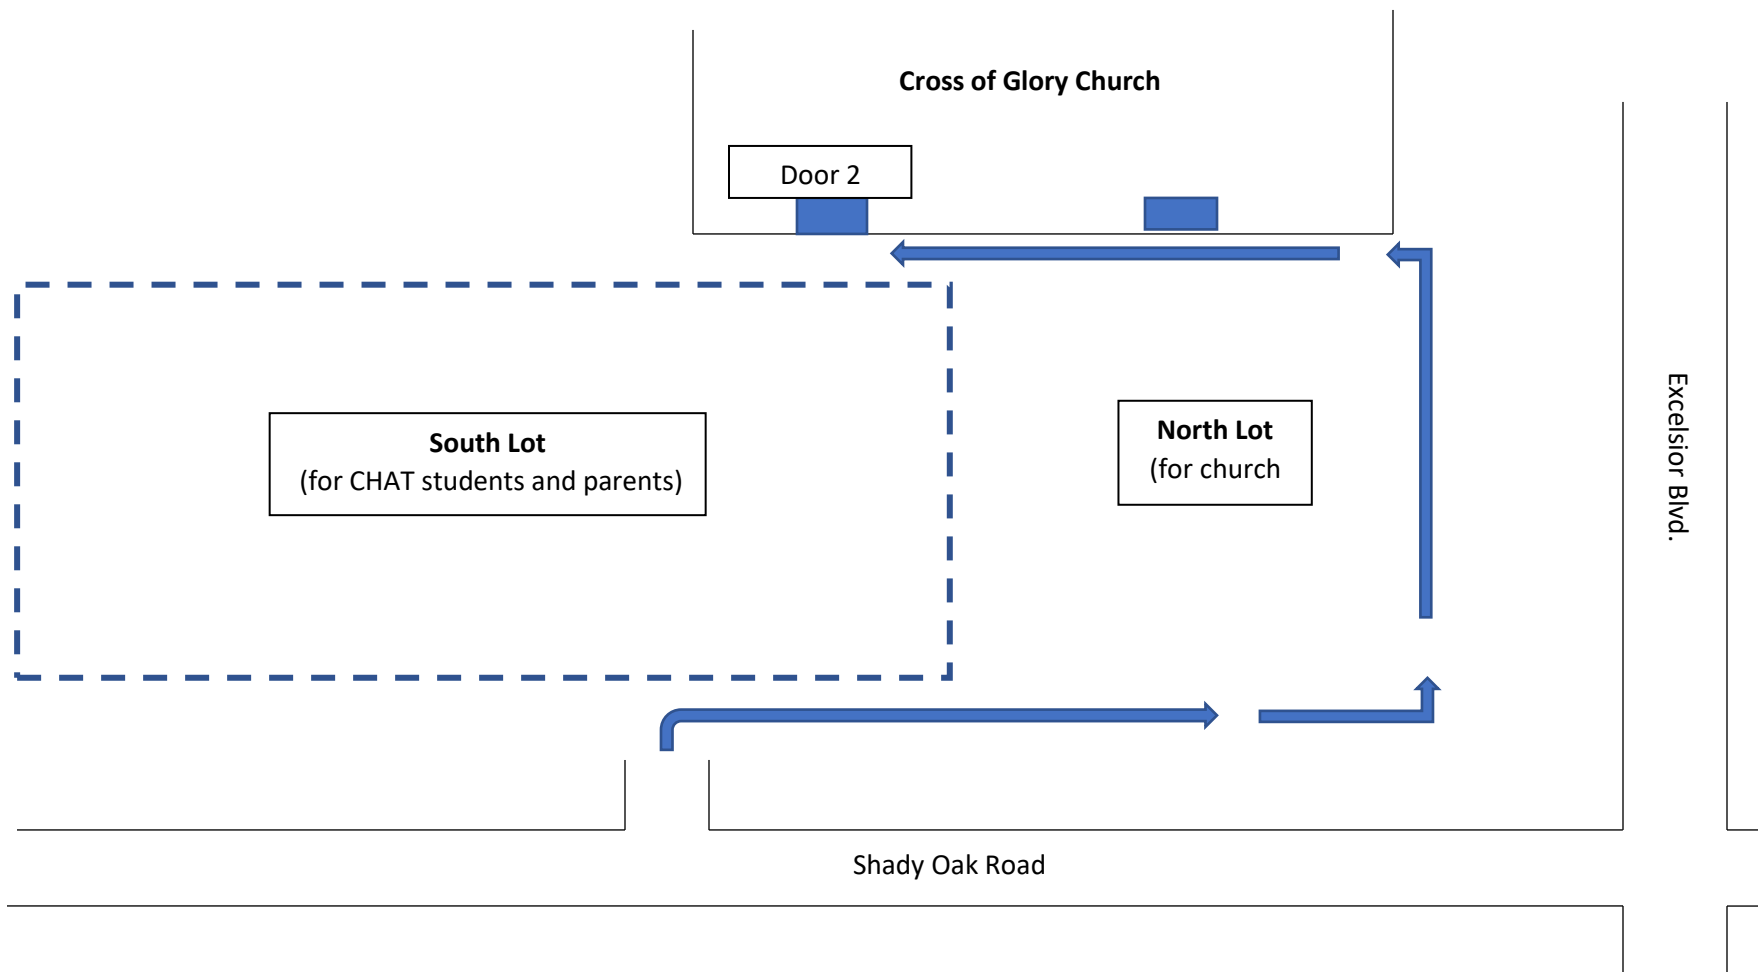 Cross of Glory Church
Door 2
South Lot
(for CHAT students and parents)
North Lot
(for church
Excelsior Blvd.
Shady Oak Road